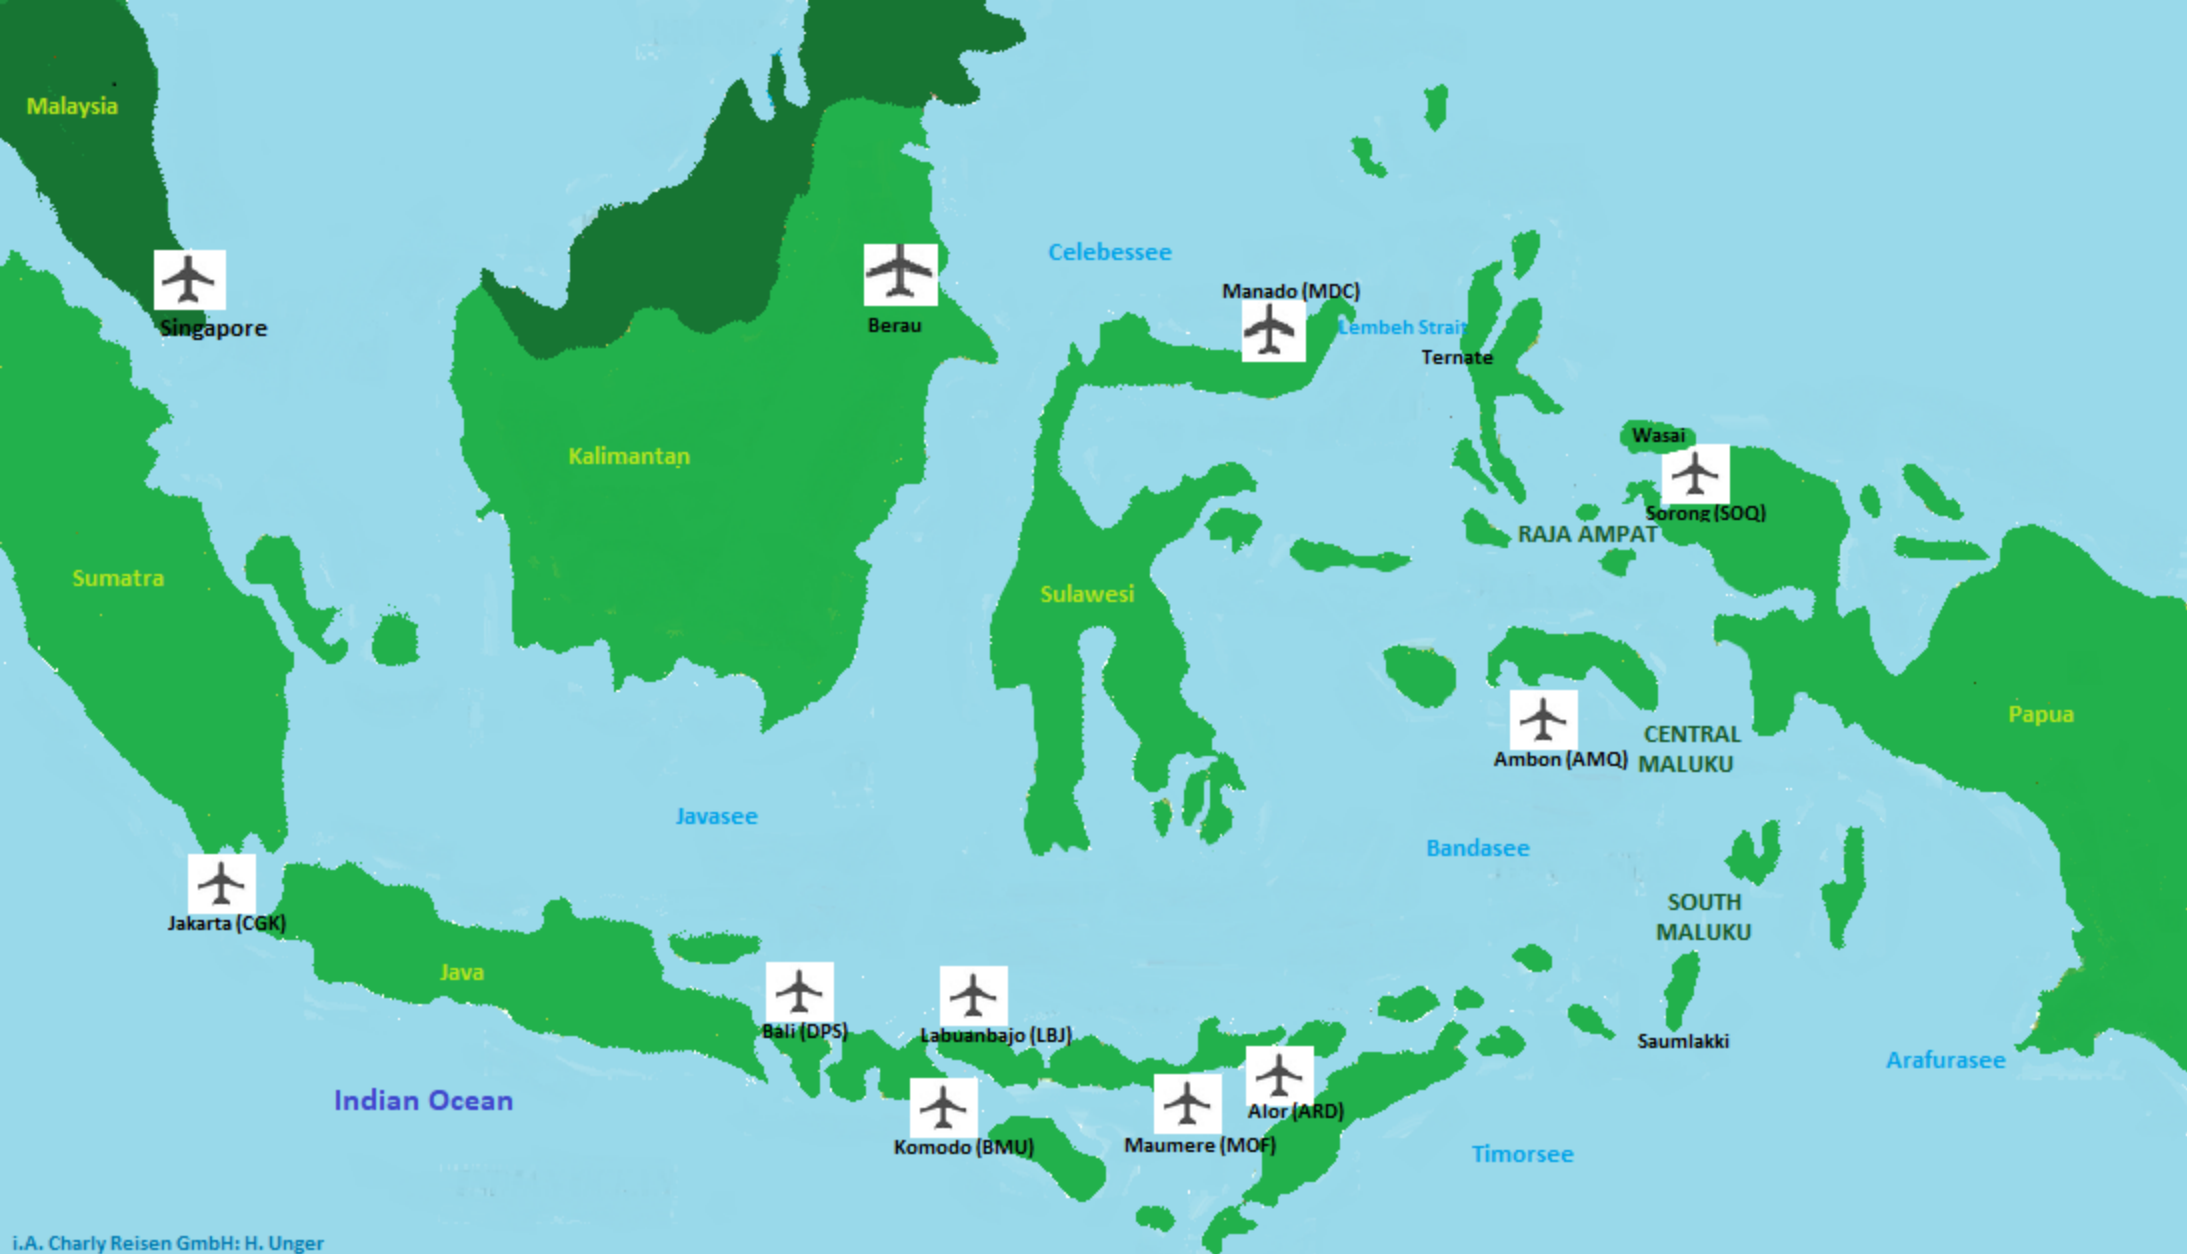 Malaysia
Celebessee
Manado (MDC)
Singapore
Berau
Lembeh Strait
Ternate
Wasai
Kalimantan
Sorong (SOQ)
RAJA AMPAT
Sumatra
Sulawesi
Papua
CENTRAL
MALUKU
Ambon (AMQ)
Javasee
Bandasee
SOUTH
MALUKU
Jakarta (CGK)
Java
Bali (DPS)
Labuanbajo (LBJ)
Saumlakki
Arafurasee
Indian Ocean
Alor (ARD)
Komodo (BMU)
Maumere (MOF)
Timorsee
i.A. Charly Reisen GmbH: H. Unger